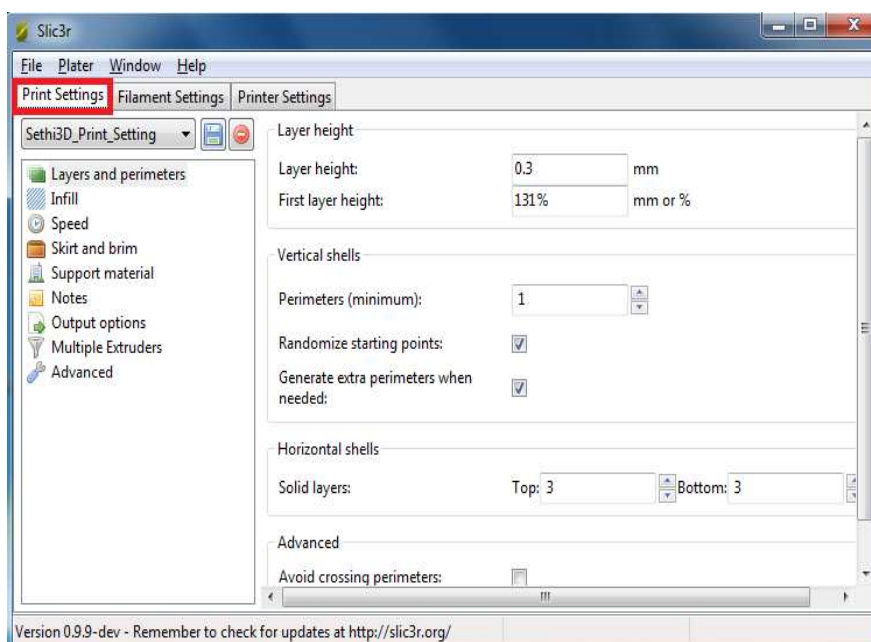 Slic3r
File Plater Window Help
Print Settings Filament Settings Printer Settings
Sethi3D_Print_Setting
Layers and perimeters
Infill
Speed
Skirt and brim
Support material
Notes
Output options
Multiple Extruders
Advanced
Layer height
Layer height: 0.3 mm
First layer height: 131% mm or %
Vertical shells
Perimeters (minimum): 1
Randomize starting points:
Generate extra perimeters when
needed:
Horizontal shells
Solid layers: Top: 3 Bottom: 3
Advanced
Avoid crossing perimeters:
Version 0.9.9-dev - Remember to check for updates at http://slic3r.org/